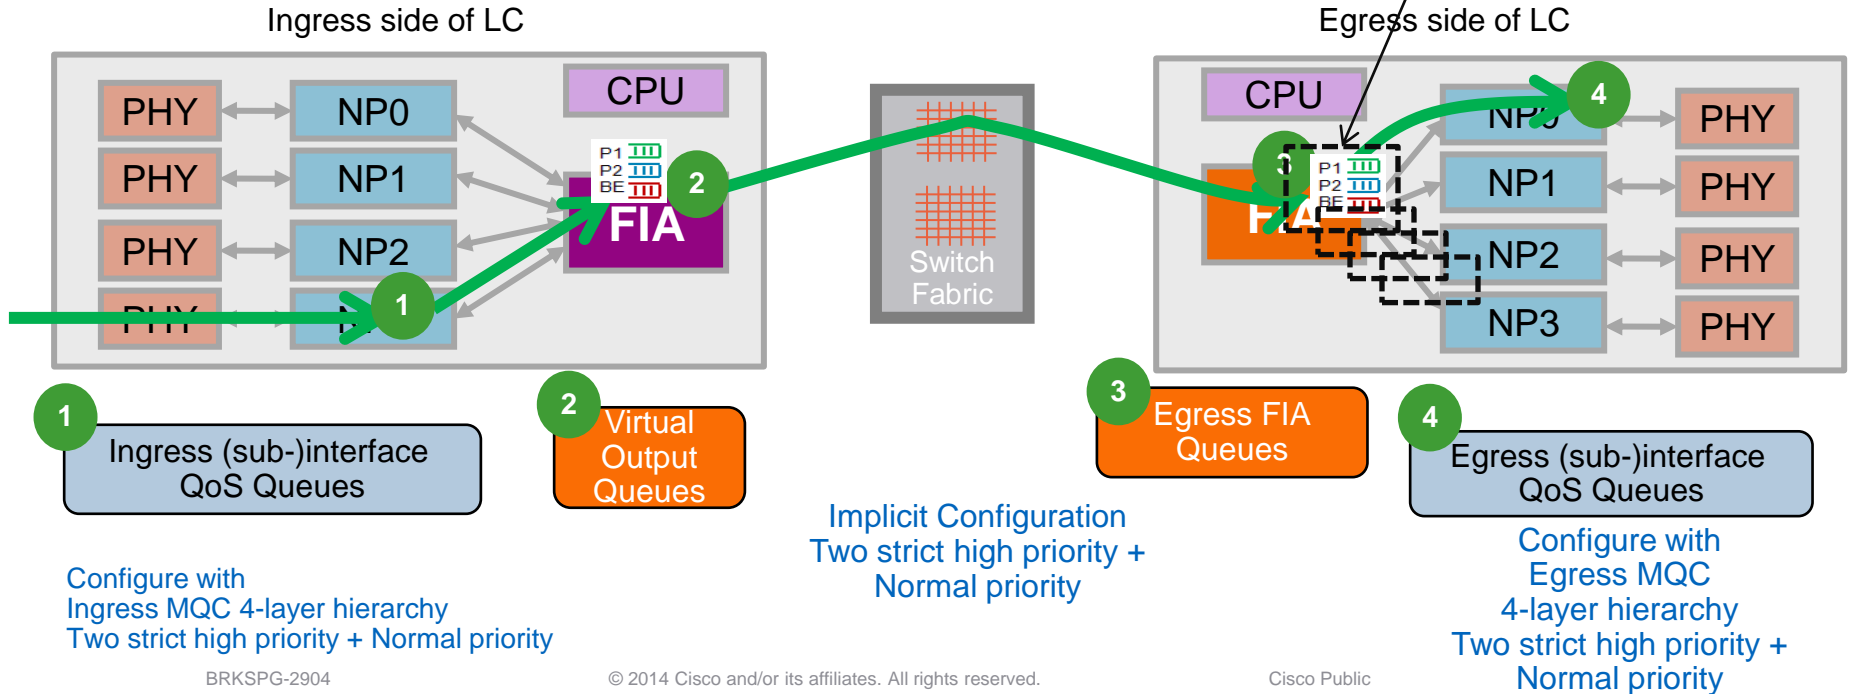 Ingress side of LC
Egress side of LC
PHY
NP0
CPU
PHY
NP1
PHY
NP2
PHY
1
P1
P2
BE
2
FIA
Switch
Fabric
CPU
3
P1
P2
BE
FIA
4
NP0
PHY
NP1
PHY
NP2
PHY
NP3
PHY
1
Ingress (sub-)interface
QoS Queues
2
Virtual
Output
Queues
3
Egress FIA
Queues
4
Egress (sub-)interface
QoS Queues
Configure with
Ingress MQC 4-layer hierarchy
Two strict high priority + Normal priority
Implicit Configuration
Two strict high priority +
Normal priority
Configure with
Egress MQC
4-layer hierarchy
Two strict high priority +
Normal priority
BRKSPG-2904
© 2014 Cisco and/or its affiliates. All rights reserved.
Cisco Public